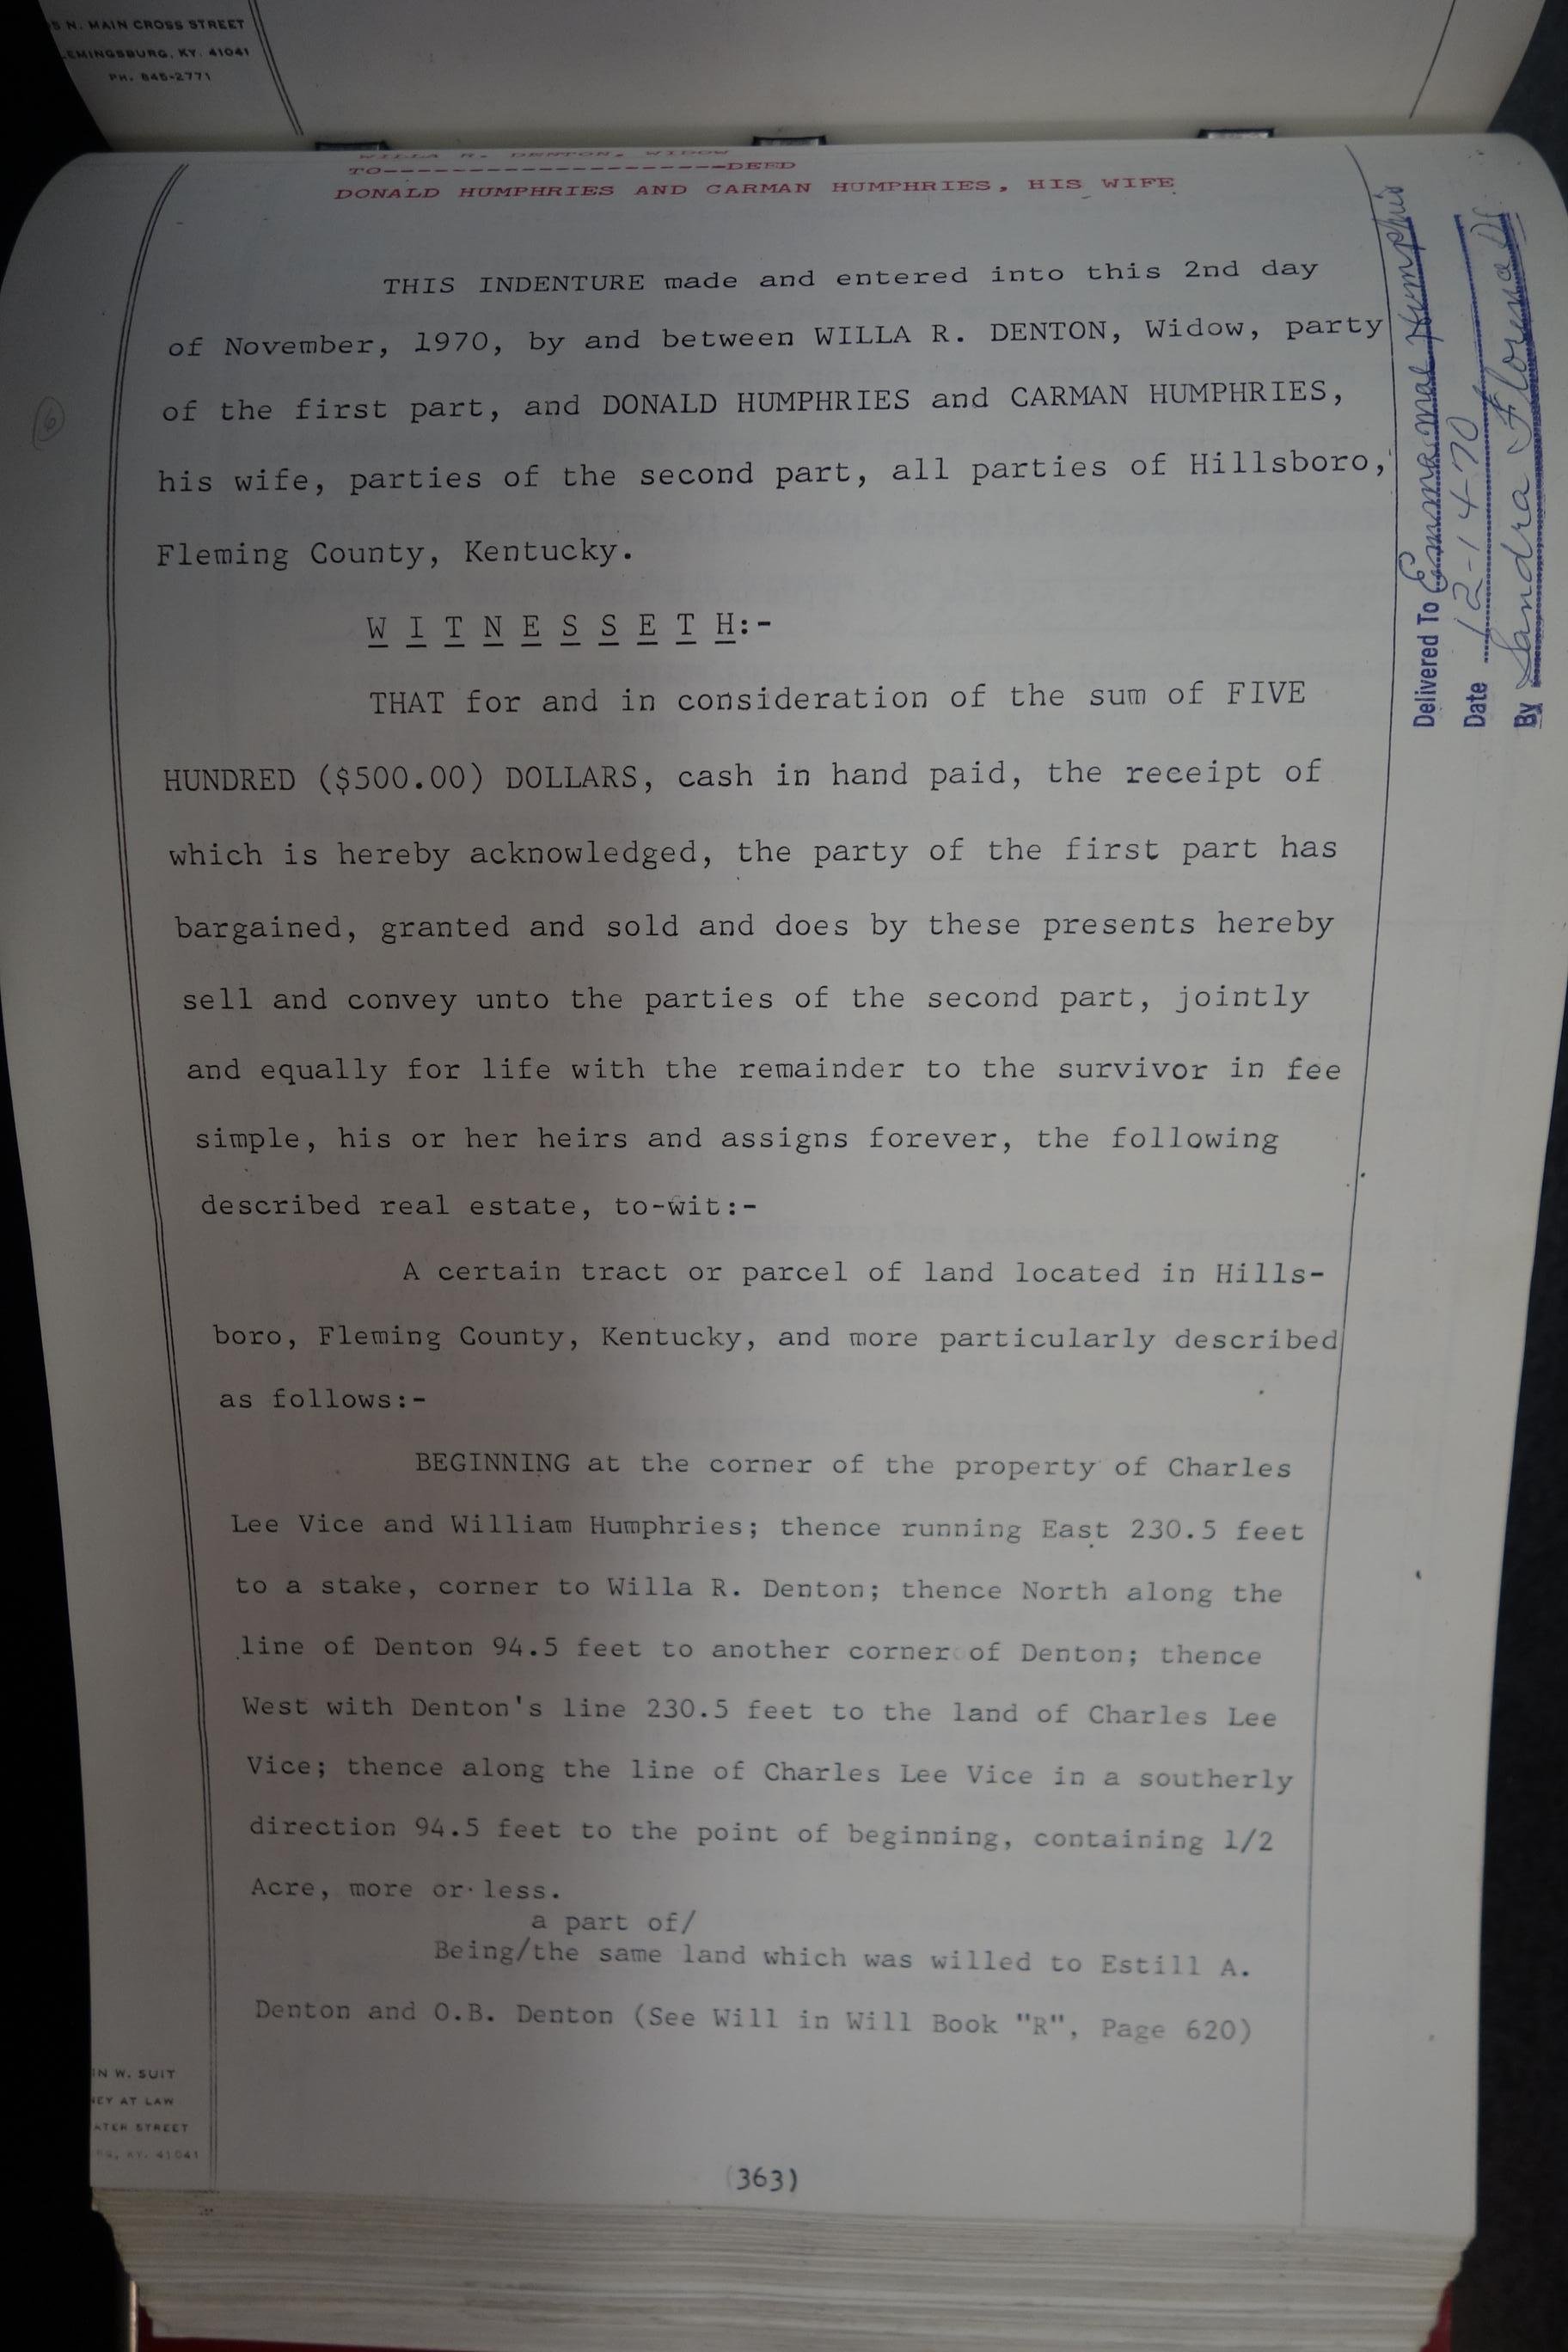 N. MAIN CROSS STREET
FLEMINGSBURG, KY. 41041
PH. 845-2771
WILLA R. DENTON, WIDOW
TO--------------------DEED
DONALD HUMPHRIES AND CARMAN HUMPHRIES, HIS WIFE
THIS INDENTURE made and entered into this 2nd day
of November, 1970, by and between WILLA R. DENTON, Widow, party
of the first part, and DONALD HUMPHRIES and CARMAN HUMPHRIES,
his wife, parties of the second part, all parties of Hillsboro,
Fleming County, Kentucky.
W I T N E S S E T H:-
THAT for and in consideration of the sum of FIVE
HUNDRED ($500.00) DOLLARS, cash in hand paid, the receipt of
which is hereby acknowledged, the party of the first part has
bargained, granted and sold and does by these presents hereby
sell and convey unto the parties of the second part, jointly
and equally for life with the remainder to the survivor in fee
simple, his or her heirs and assigns forever, the following
described real estate, to-wit:-
A certain tract or parcel of land located in Hills-
boro, Fleming County, Kentucky, and more particularly described
as follows:-
BEGINNING at the corner of the property of Charles
Lee Vice and William Humphries; thence running East 230.5 feet
to a stake, corner to Willa R. Denton; thence North along the
line of Denton 94.5 feet to another corner of Denton; thence
West with Denton's line 230.5 feet to the land of Charles Lee
Vice; thence along the line of Charles Lee Vice in a southerly
direction 94.5 feet to the point of beginning, containing 1/2
Acre, more or less.
a part of/
Being/the same land which was willed to Estill A.
Denton and O.B. Denton (See Will in Will Book "R", Page 620)
IN W. SUIT
NEY AT LAW
ATER STREET
RG, KY. 41041
(363)
6
Delivered To
Date 12-14-70
By Sandra Florence